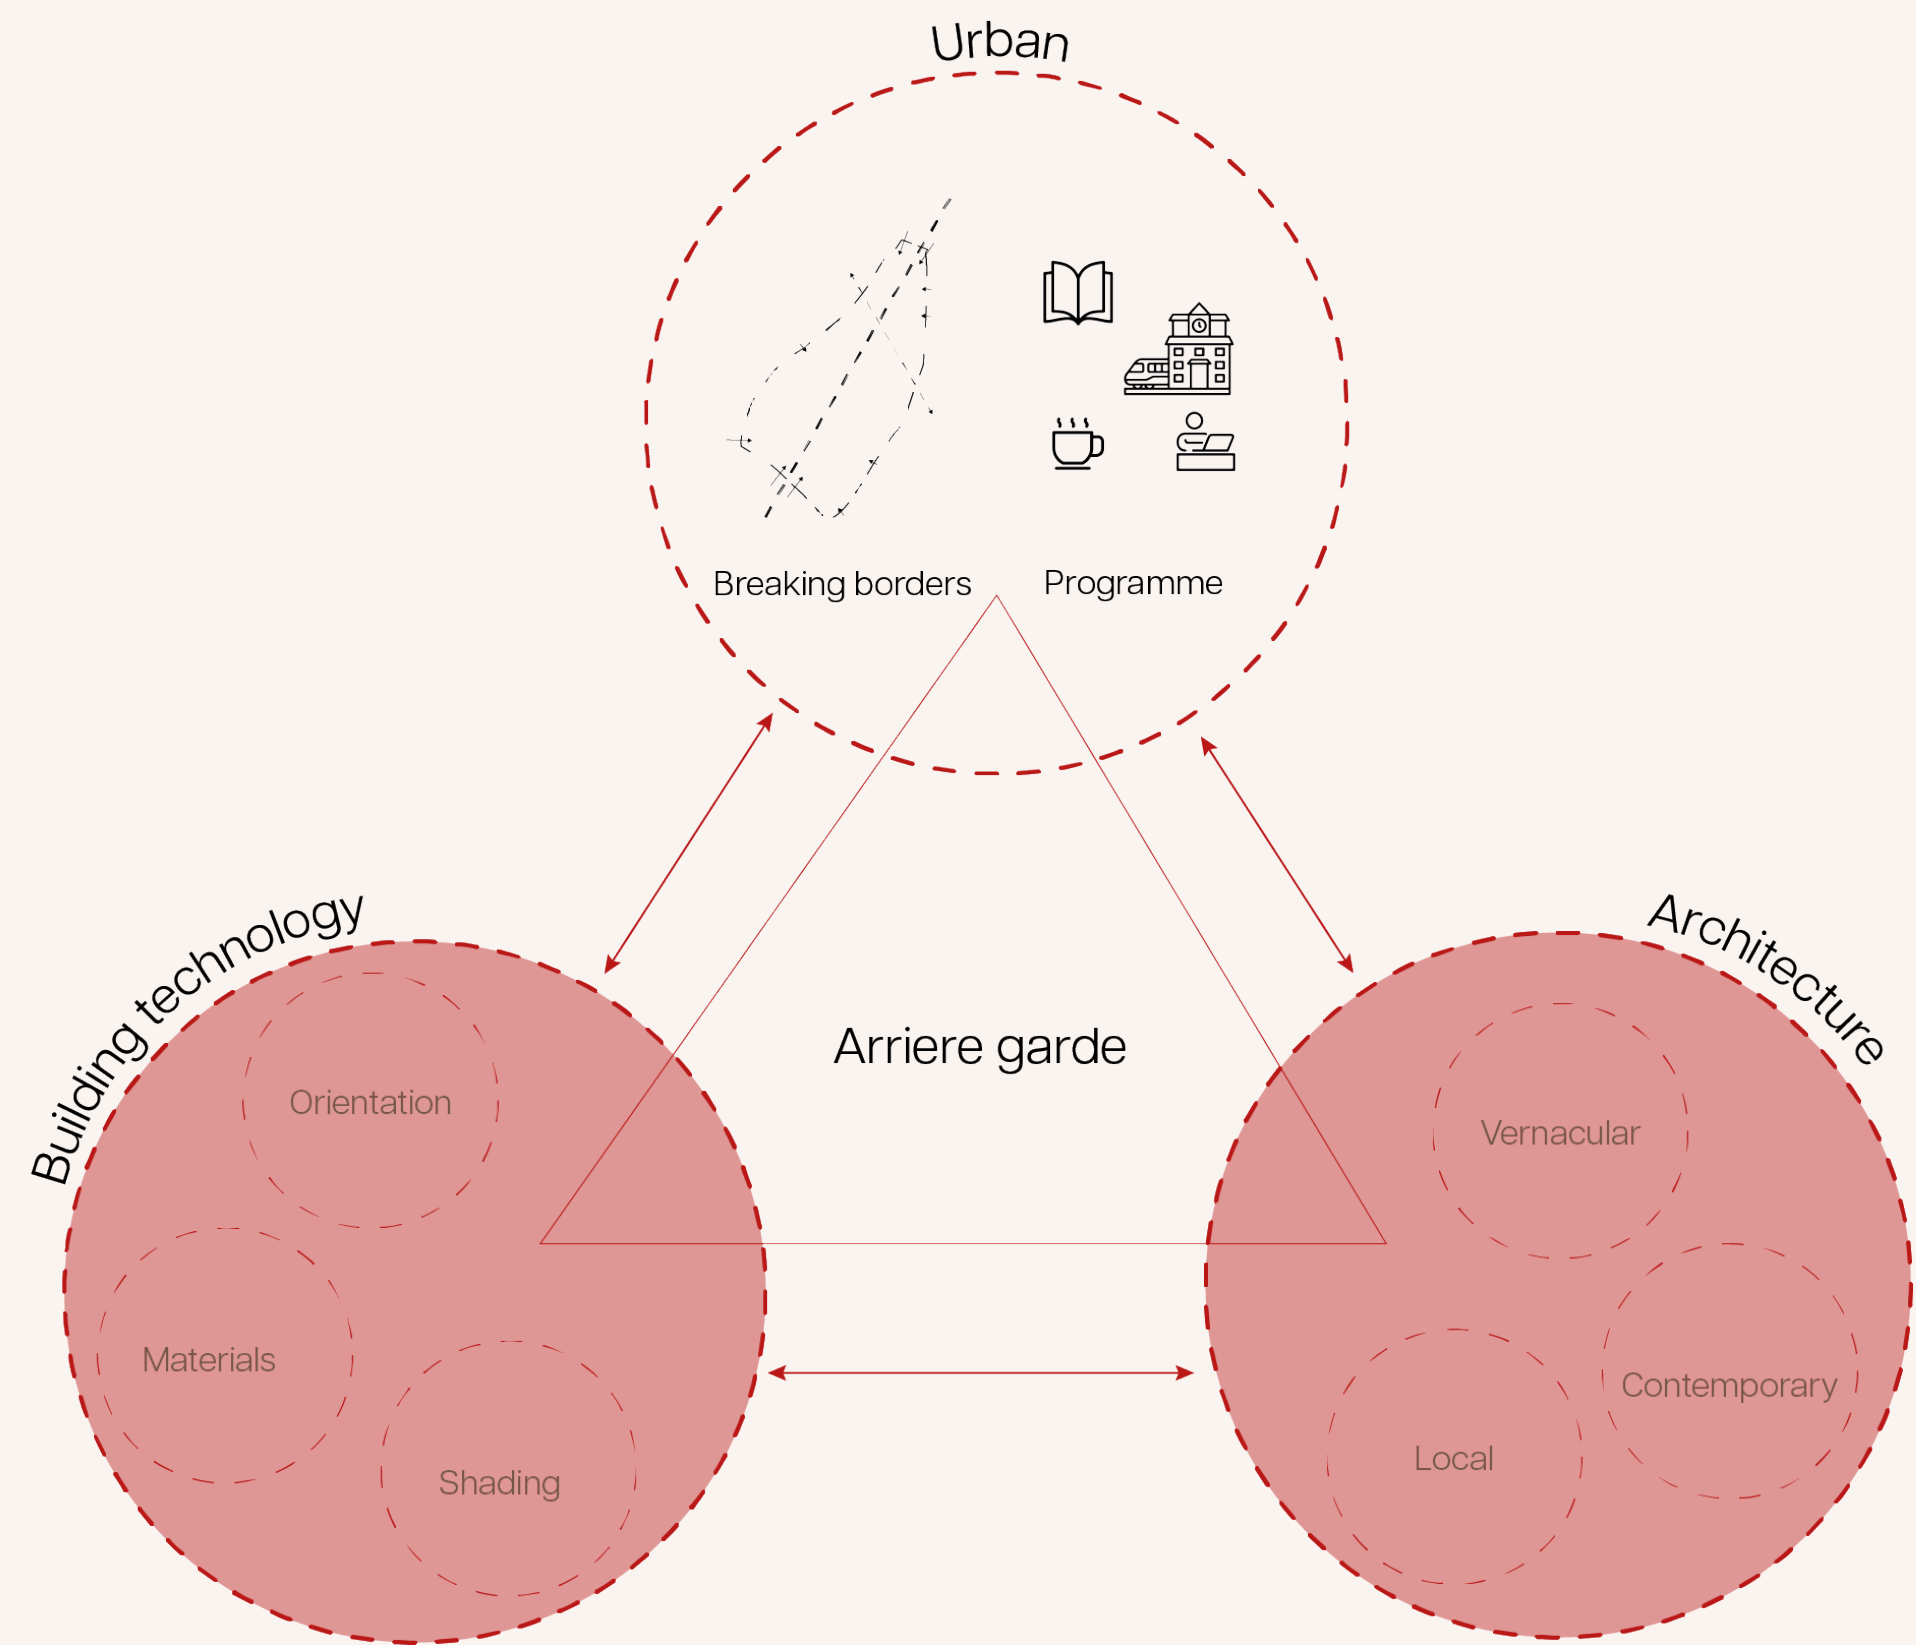 Urban
Breaking borders
Programme
Building technology
Architecture
Arriere garde
Orientation
Vernacular
Materials
Contemporary
Local
Shading